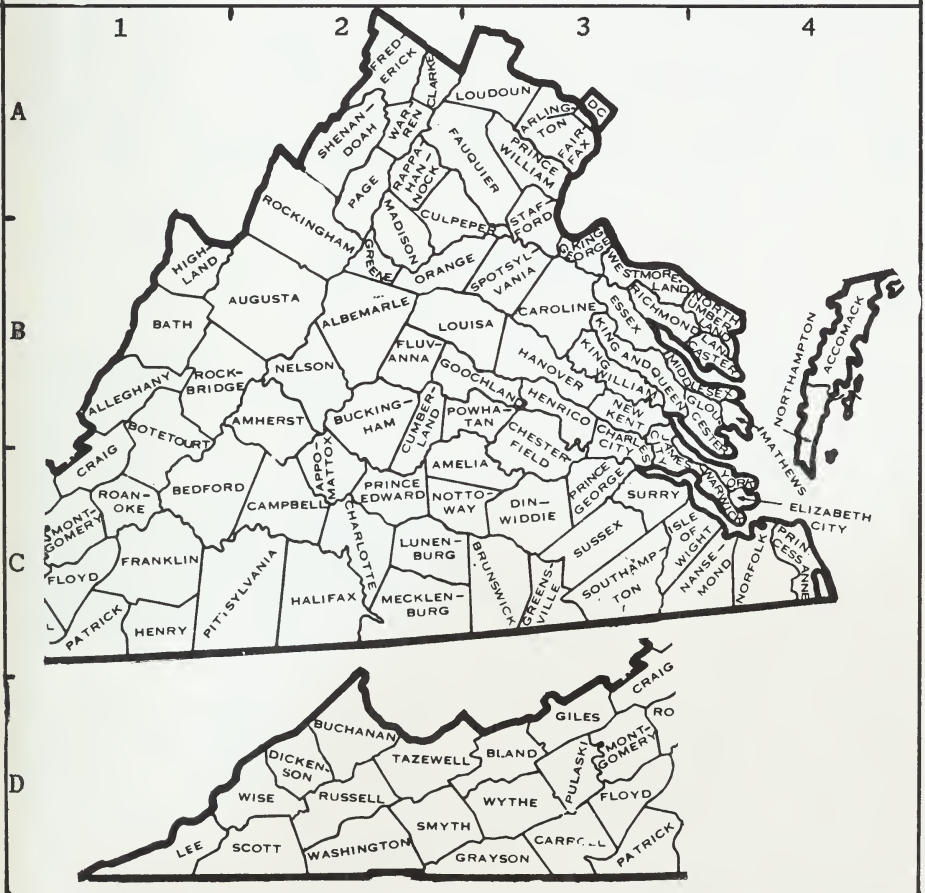 1 2 3 4
A
B
C
D
FRED-
ERICK
CLARKE
LOUDOUN
ARLING-
TON
DC
FAIR-
FAX
SHENAN-
DOAH
WAR-
REN
FAUQUIER
PRINCE
WILLIAM
PAGE
RAPPA-
HAN-
NOCK
ROCKINGHAM
MADISON
CULPEPER
STAF-
FORD
GREENE
HIGH-
LAND
ORANGE
SPOTSYL-
VANIA
KING
GEORGE
WESTMORE-
LAND
AUGUSTA
ALBEMARLE
CAROLINE
ESSEX
RICHMOND
NORTH
UMBER-
LAND
BATH
LOUISA
LAN-
CASTER
NORTHAMPTON
ACCOMACK
NELSON
FLUV-
ANNA
HANOVER
KING AND QUEEN
KING
WILLIAM
MIDDLESEX
ALLEGHANY
ROCK-
BRIDGE
GOOCHLAND
GLOU-
CESTER
MATHEWS
AMHERST
BUCKING-
HAM
CUMBER-
LAND
POWHA-
TAN
HENRICO
NEW
KENT
BOTETOURT
CHESTER
FIELD
CHARLES
CITY
JAMES
CITY
CRAIG
APPO-
MATTOX
AMELIA
YORK
WARWICK
ELIZABETH
CITY
ROAN-
OKE
BEDFORD
CAMPBELL
PRINCE
EDWARD
NOTTO-
WAY
DIN-
WIDDIE
PRINCE
GEORGE
SURRY
MONT-
GOMERY
FRANKLIN
CHARLOTTE
LUNEN-
BURG
SUSSEX
ISLE
OF
WIGHT
PRIN
CESS ANNE
FLOYD
PITTSYLVANIA
HALIFAX
MECKLEN-
BURG
BRUNSWICK
GREENS-
VILLE
SOUTHAMP-
TON
NANSE-
MOND
NORFOLK
L
PATRICK
HENRY
CRAIG
BUCHANAN
GILES
RO
DICKEN-
SON
TAZEWELL
BLAND
PULASKI
MONT-
GOMERY
WISE
RUSSELL
WYTHE
FLOYD
LEE
SCOTT
WASHINGTON
SMYTH
GRAYSON
PATRICK